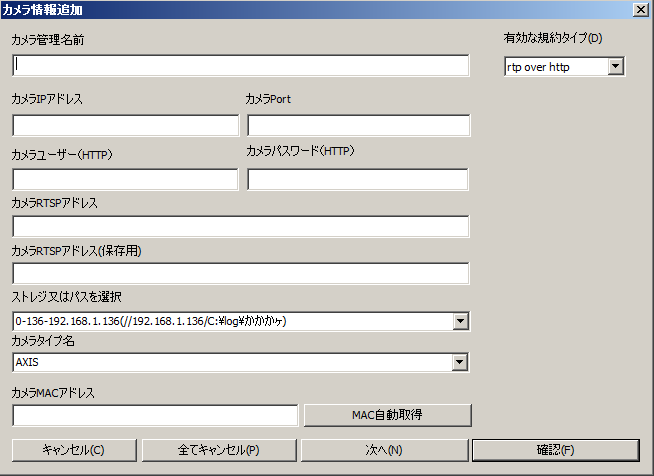 カメラ情報追加
カメラ管理名前
有効な規約タイプ(D)
rtp over http
カメラIPアドレス
カメラPort
カメラユーザー(HTTP)
カメラパスワード(HTTP)
カメラRTSPアドレス
カメラRTSPアドレス(保存用)
ストレジ又はパスを選択
0-136-192.168.1.136(//192.168.1.136/C:¥log¥かかかヶ)
カメラタイプ名
AXIS
カメラMACアドレス
MAC自動取得
キャンセル(C)
全てキャンセル(P)
次へ(N)
確認(F)